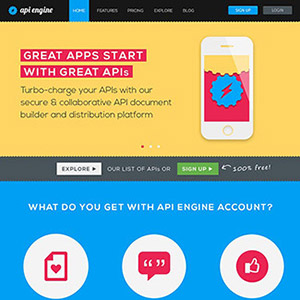 api engine
HOME FEATURES PRICING EXPLORE BLOG SIGN UP LOGIN
GREAT APPS START
WITH GREAT APIs
Turbo-charge your APIs with our
secure & collaborative API document
builder and distribution platform
EXPLORE OUR LIST OF APIs OR SIGN UP 100% free!
WHAT DO YOU GET WITH API ENGINE ACCOUNT?